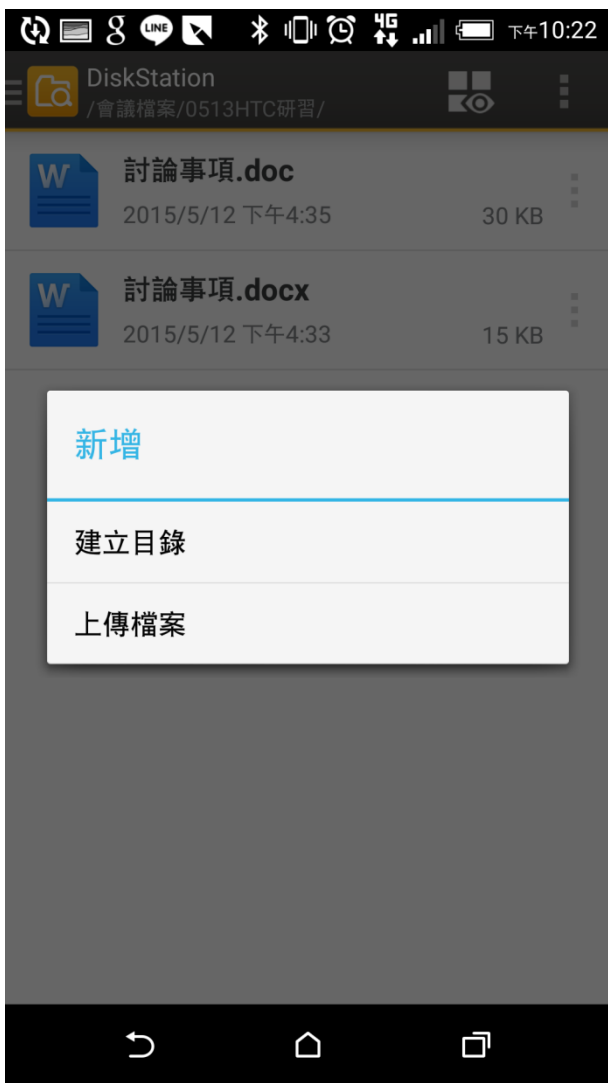 LINE
4G
下午10:22
DiskStation
/會議檔案/0513HTC研習/
討論事項.doc
2015/5/12 下午4:35
30 KB
討論事項.docx
2015/5/12 下午4:33
15 KB
新增
建立目錄
上傳檔案